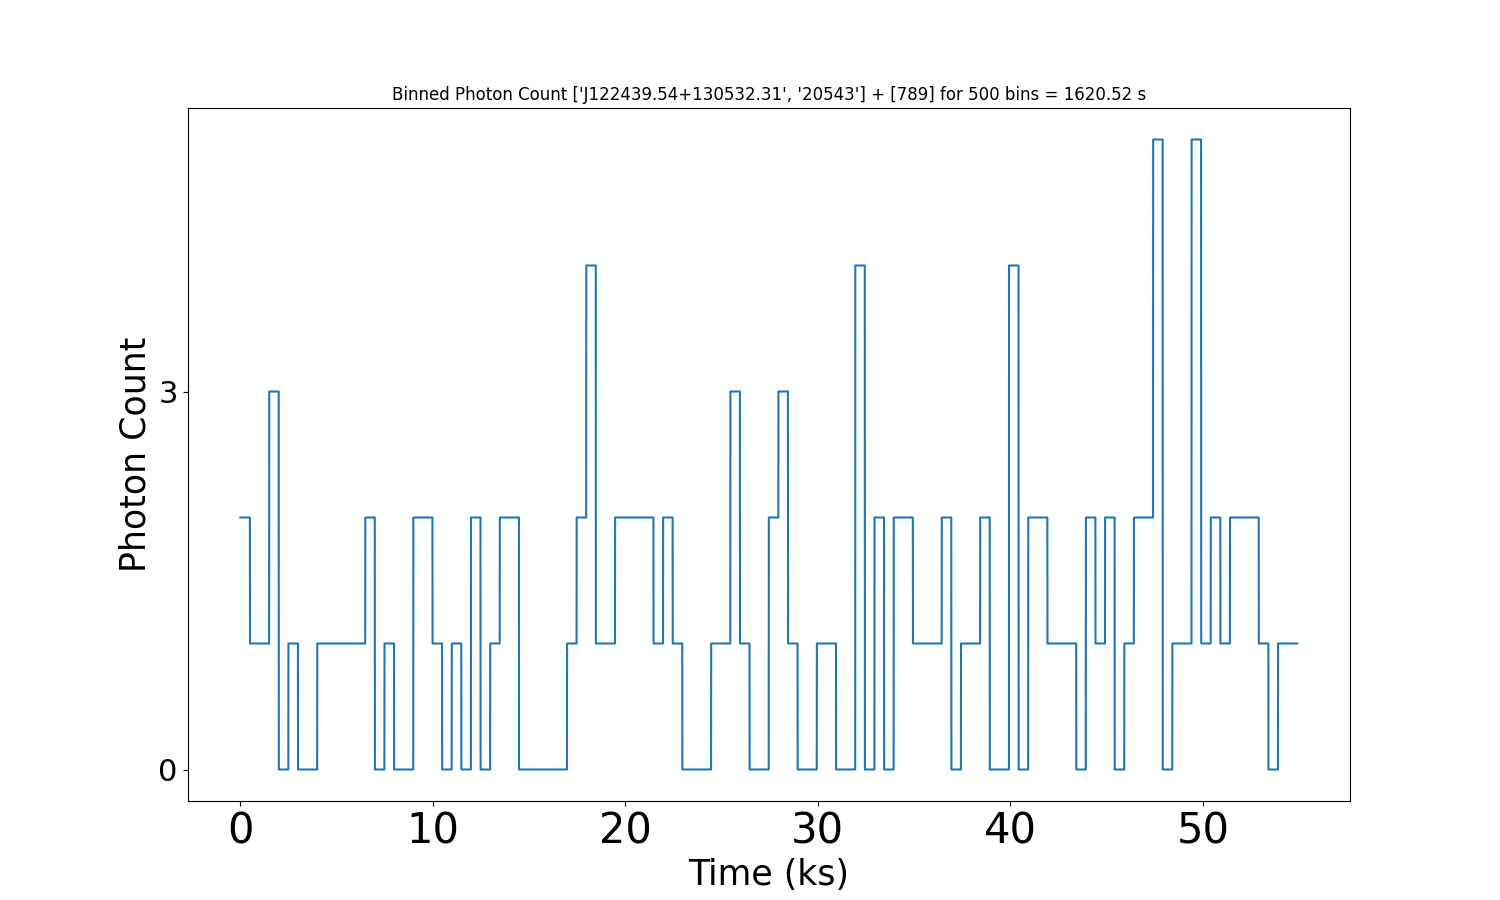 Binned Photon Count ['J122439.54+130532.31', '20543'] + [789] for 500 bins = 1620.52 s
Photon Count
3
0
0 10 20 30 40 50
Time (ks)